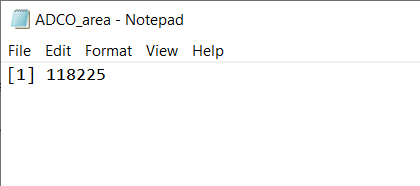 ADCO_area - Notepad
File Edit Format View Help
[1] 118225